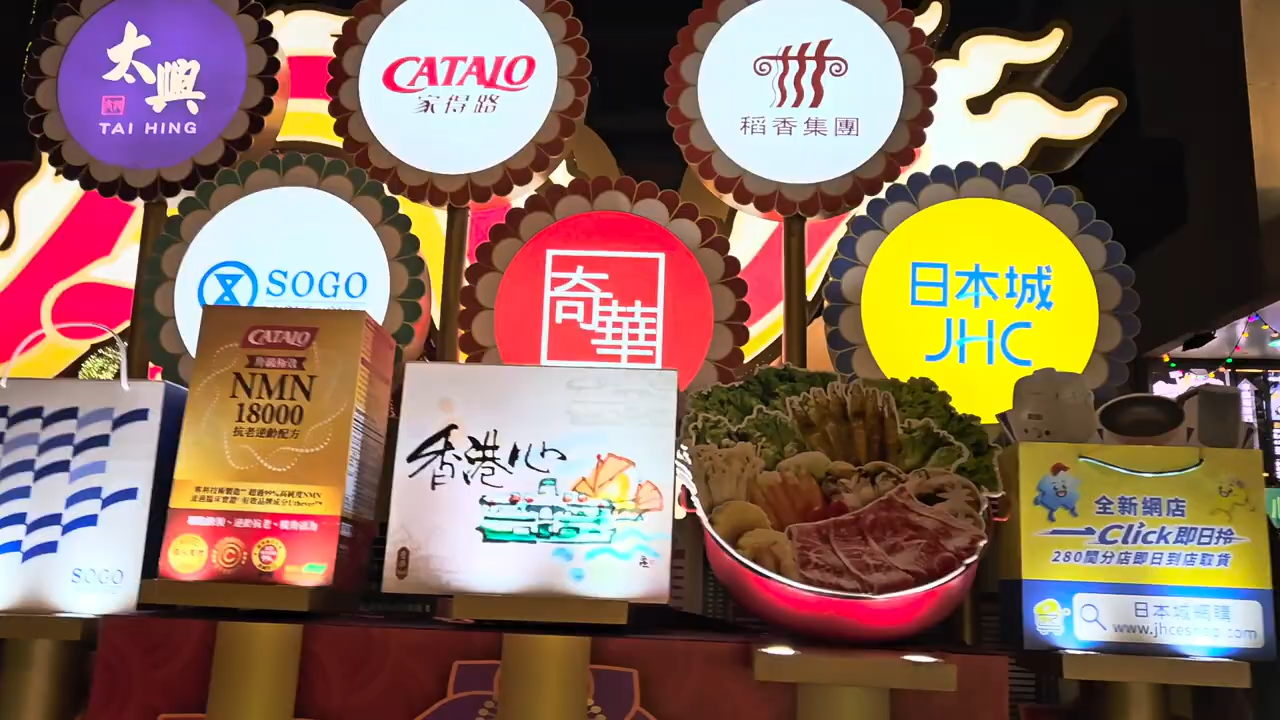 太興
TAI HING
CATALO
家得路
稻香集團
SOGO
奇華
日本城
JHC
SOGO
CATALO
NMN
18000
抗老逆齡配方
香港心
全新網店
Click即日拎
280間分店即日到店取貨
日本城網購